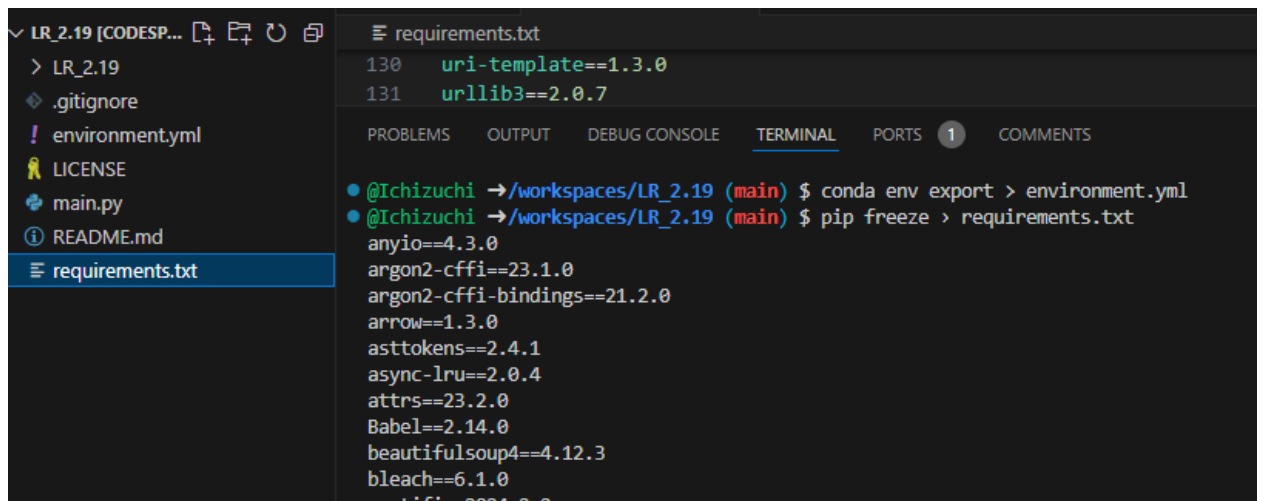 LR_2.19 [CODESP...
LR_2.19
.gitignore
environment.yml
LICENSE
main.py
README.md
requirements.txt
requirements.txt
130 uri-template==1.3.0
131 urllib3==2.0.7
PROBLEMS OUTPUT DEBUG CONSOLE TERMINAL PORTS 1 COMMENTS
@Ichizuchi →/workspaces/LR_2.19 (main) $ conda env export > environment.yml
@Ichizuchi →/workspaces/LR_2.19 (main) $ pip freeze > requirements.txt
anyio==4.3.0
argon2-cffi==23.1.0
argon2-cffi-bindings==21.2.0
arrow==1.3.0
asttokens==2.4.1
async-lru==2.0.4
attrs==23.2.0
Babel==2.14.0
beautifulsoup4==4.12.3
bleach==6.1.0